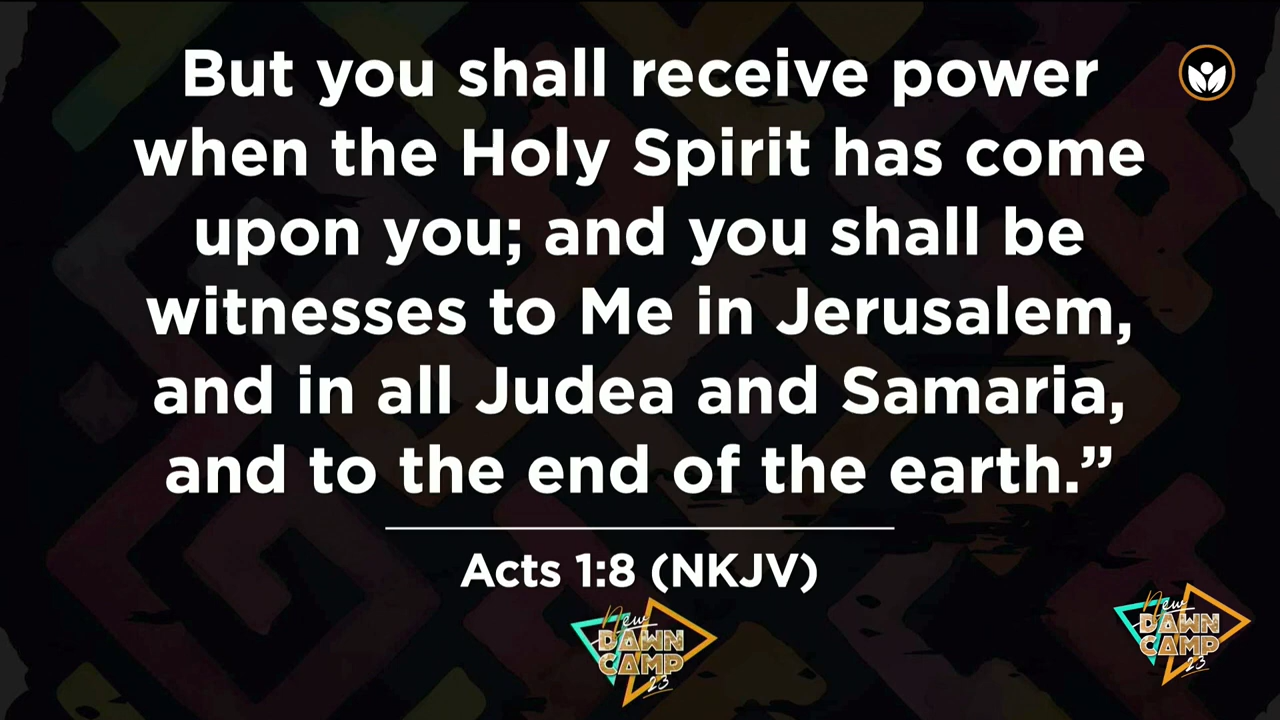 But you shall receive power
when the Holy Spirit has come
upon you; and you shall be
witnesses to Me in Jerusalem,
and in all Judea and Samaria,
and to the end of the earth.”
Acts 1:8 (NKJV)
New
DAWN
CAMP
23
New
DAWN
CAMP
23